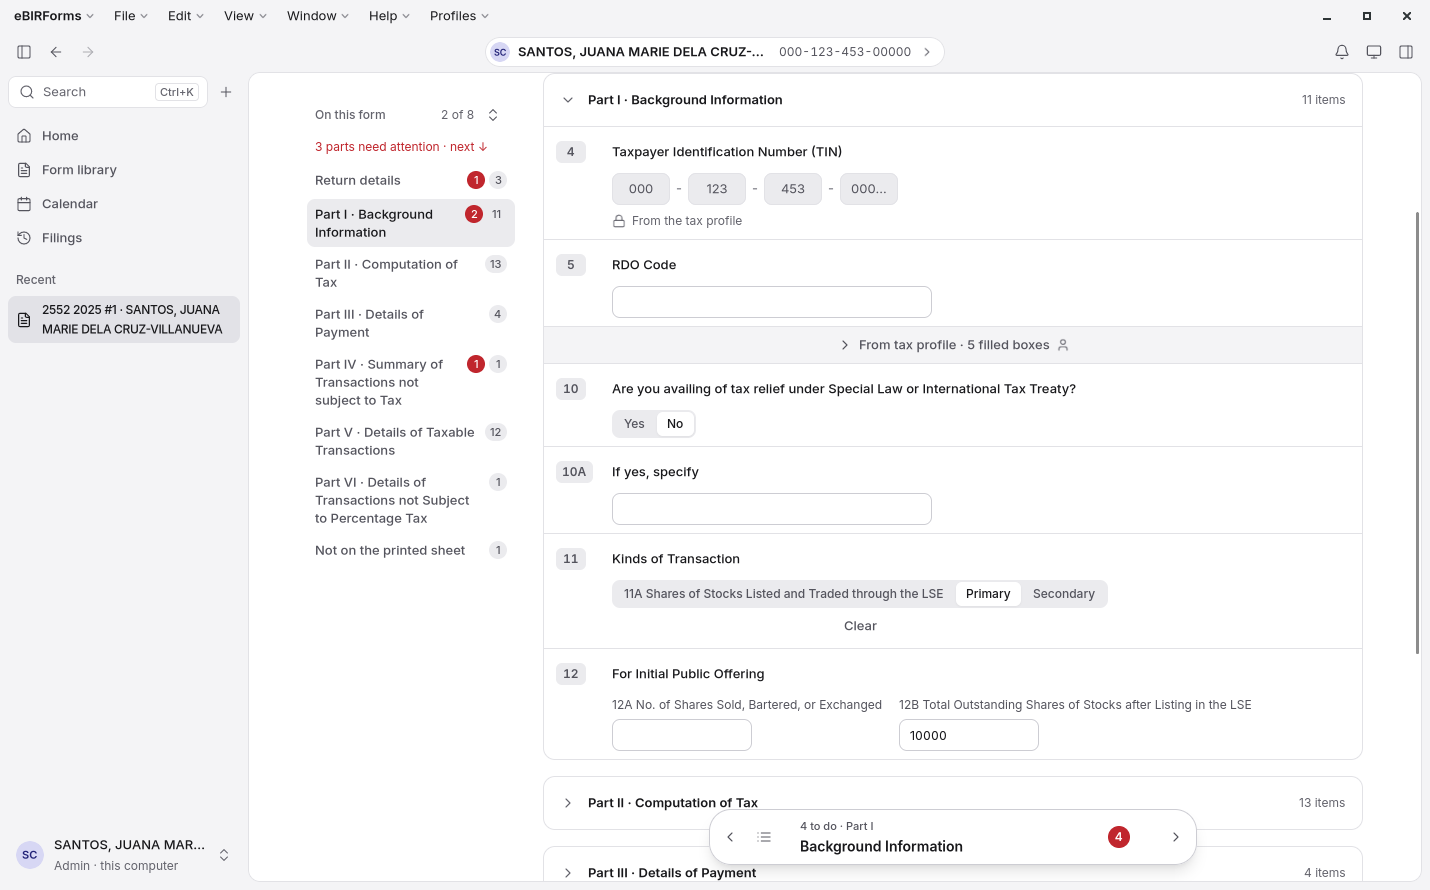 eBIRForms File Edit View Window Help Profiles
SC SANTOS, JUANA MARIE DELA CRUZ-... 000-123-453-00000
Search Ctrl+K
Home
Form library
Calendar
Filings
Recent
2552 2025 #1 · SANTOS, JUANA
MARIE DELA CRUZ-VILLANUEVA
SC SANTOS, JUANA MAR...
Admin · this computer
On this form 2 of 8
3 parts need attention · next ↓
Return details 1 3
Part I · Background 2 11
Information
Part II · Computation of 13
Tax
Part III · Details of 4
Payment
Part IV · Summary of 1 1
Transactions not
subject to Tax
Part V · Details of Taxable 12
Transactions
Part VI · Details of 1
Transactions not Subject
to Percentage Tax
Not on the printed sheet 1
Part I · Background Information 11 items
4 Taxpayer Identification Number (TIN)
000 - 123 - 453 - 000...
From the tax profile
5 RDO Code
From tax profile · 5 filled boxes
10 Are you availing of tax relief under Special Law or International Tax Treaty?
Yes No
10A If yes, specify
11 Kinds of Transaction
11A Shares of Stocks Listed and Traded through the LSE Primary Secondary
Clear
12 For Initial Public Offering
12A No. of Shares Sold, Bartered, or Exchanged 12B Total Outstanding Shares of Stocks after Listing in the LSE
10000
Part II · Computation of Tax 13 items
4 to do · Part I
Background Information 4
Part III · Details of Payment 4 items